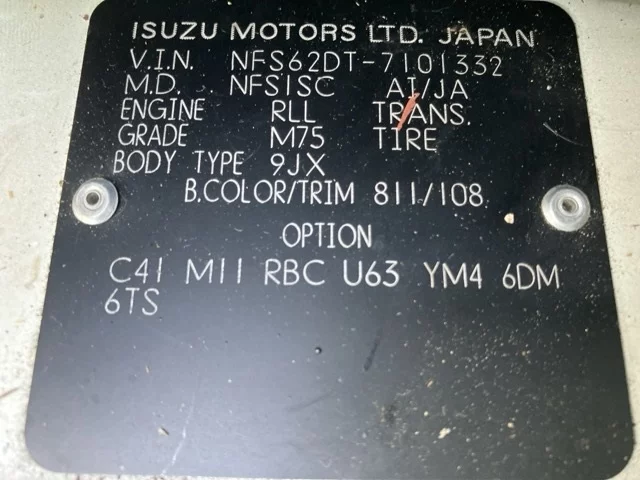 ISUZU MOTORS LTD. JAPAN
V.I.N. NFS62DT-7101332
M.D. NFS1SC AI/JA
ENGINE RLL TRANS.
GRADE M75 TIRE
BODY TYPE 9JX
B.COLOR/TRIM 811/108
OPTION
C41 M11 RBC U63 YM4 6DM
6TS